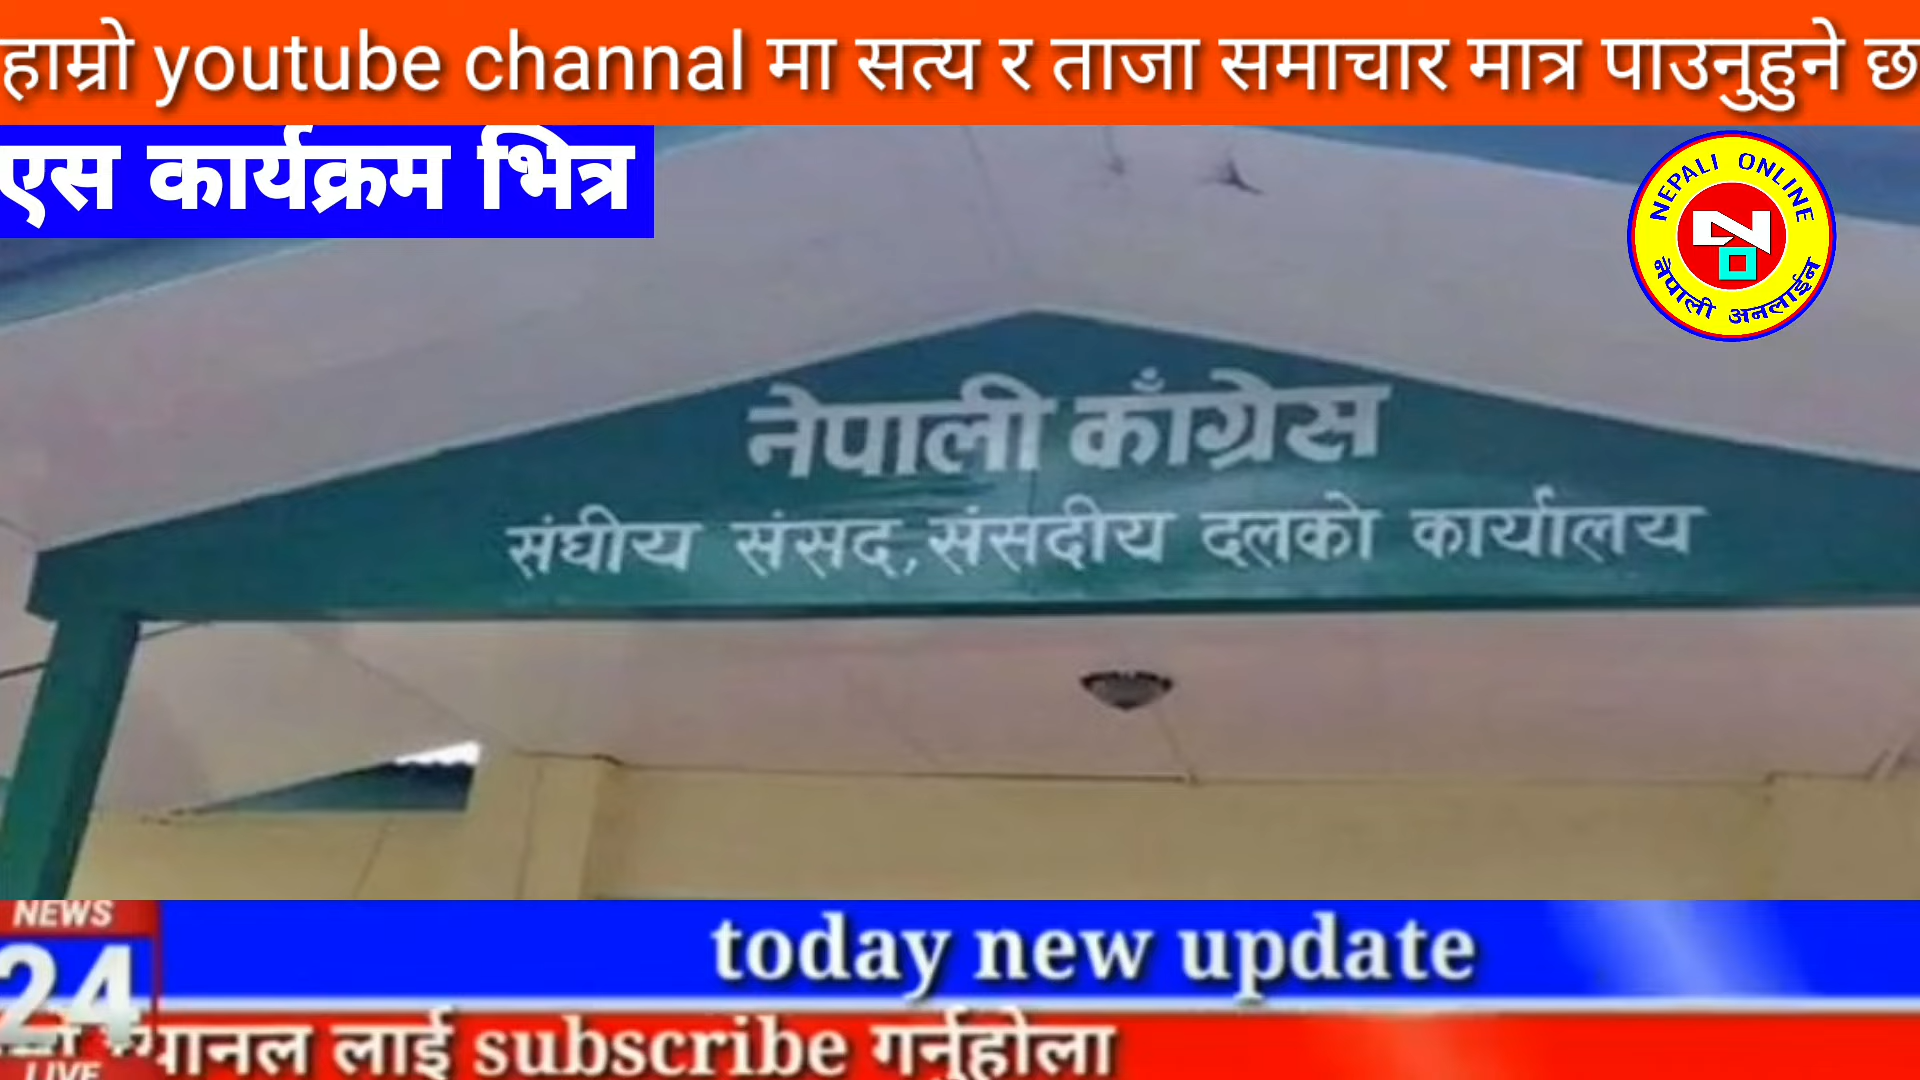 हाम्रो youtube channal मा सत्य र ताजा समाचार मात्र पाउनुहुने छ
एस कार्यक्रम भित्र
NEPALI ONLINE
नेपाली अनलाईन
नेपाली काँग्रेस
संघीय संसद,संसदीय दलको कार्यालय
NEWS
24
LIVE
today new update
लाई subscribe गर्नुहोला